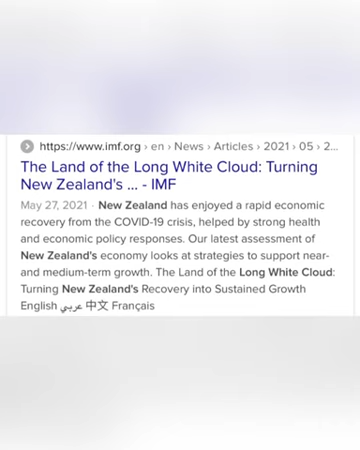 https://www.imf.org › en › News › Articles › 2021 › 05 › 2...
The Land of the Long White Cloud: Turning
New Zealand's ... - IMF
May 27, 2021 · New Zealand has enjoyed a rapid economic
recovery from the COVID-19 crisis, helped by strong health
and economic policy responses. Our latest assessment of
New Zealand's economy looks at strategies to support near-
and medium-term growth. The Land of the Long White Cloud:
Turning New Zealand's Recovery into Sustained Growth
English عربي 中文 Français